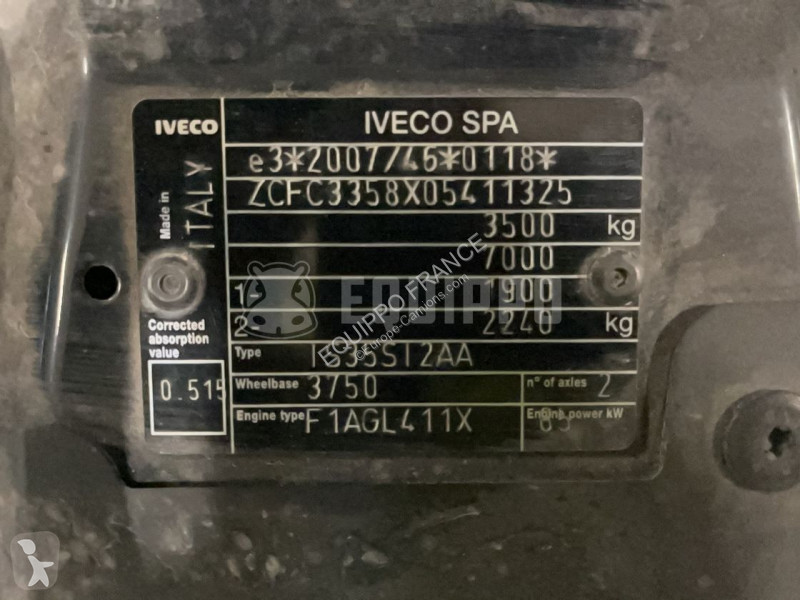 IVECO
IVECO SPA
Made in
ITALY
e3*2007/46*0118*
ZCFC3358X05411325
3500 kg
7000
1 1900
2 2240 kg
Corrected
absorption
value
0.515
Type
Wheelbase 3750 n° of axles 2
Engine type F1AGL411X Engine power kW
EQUIPPO
EQUIPPO FRANCE
©Europe-Camions.com